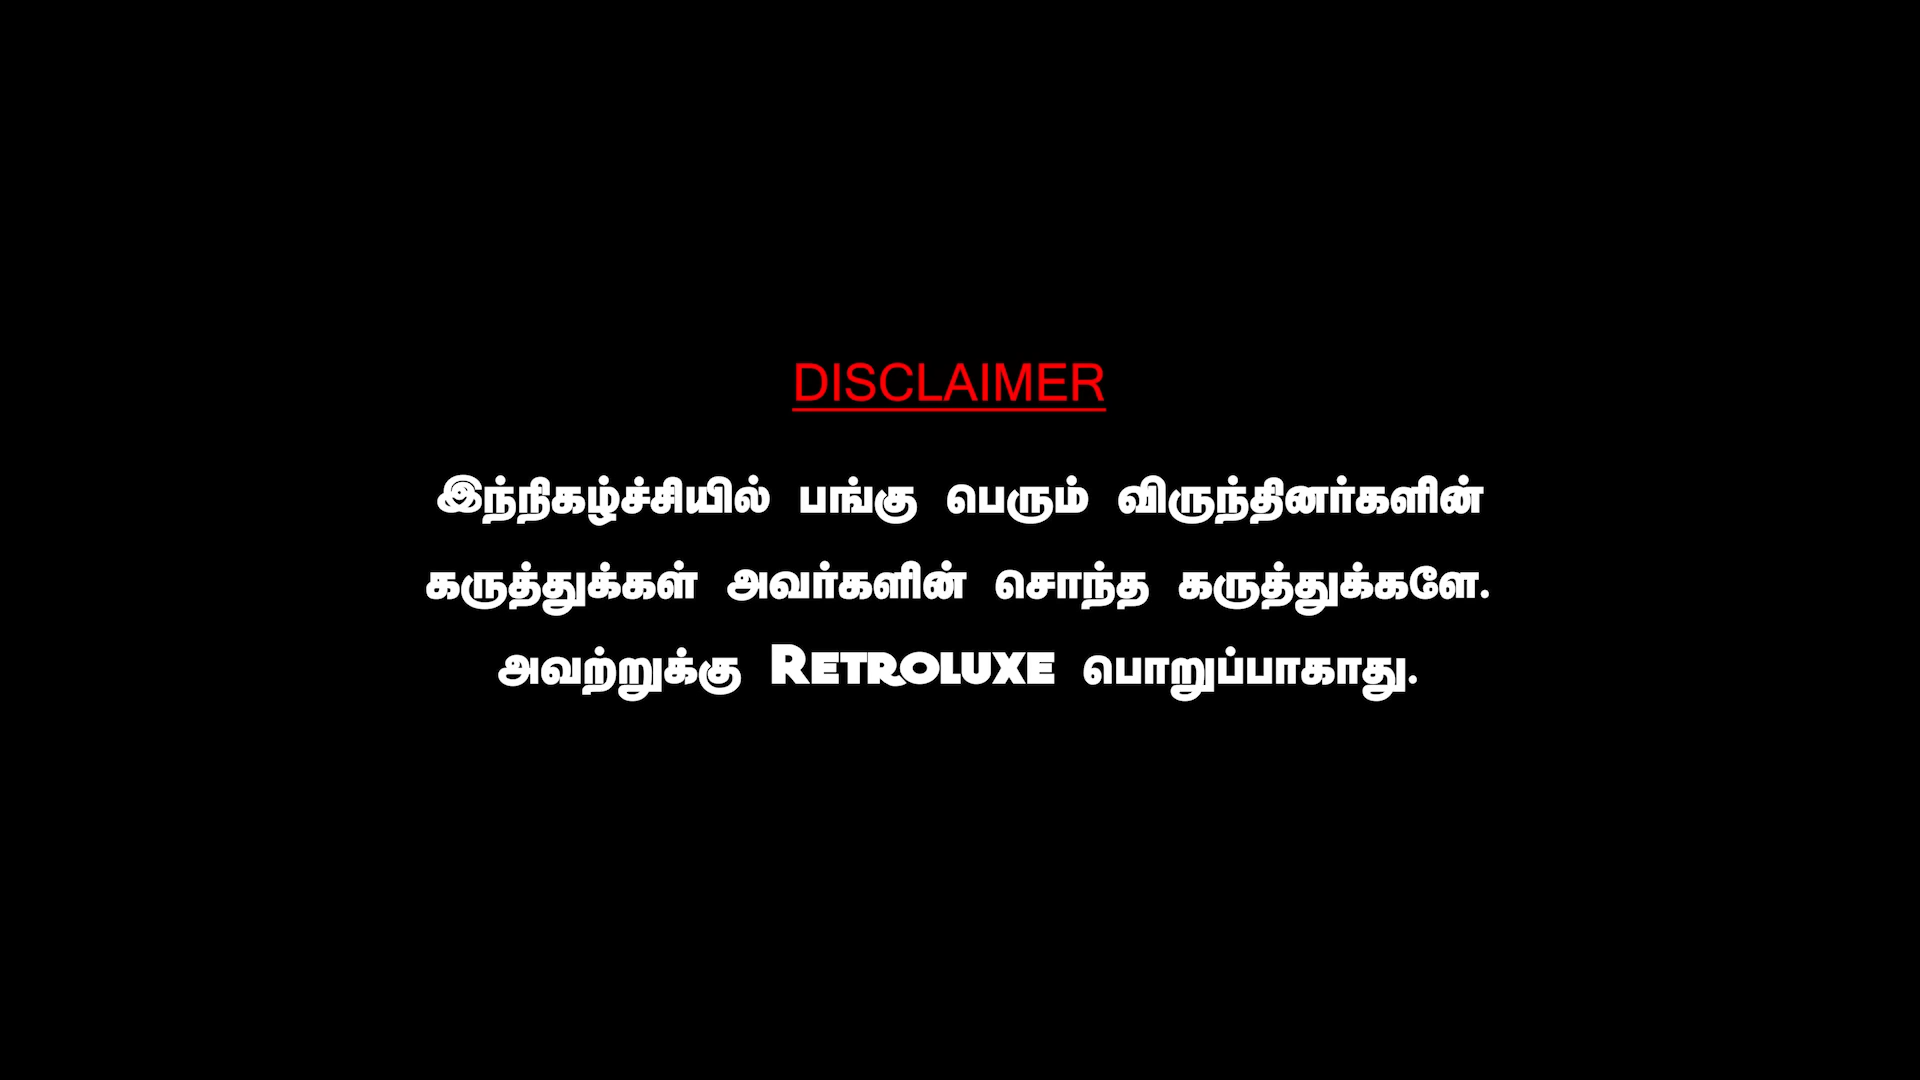 DISCLAIMER
இந்நிகழ்ச்சியில் பங்கு பெரும் விருந்தினர்களின்
கருத்துக்கள் அவர்களின் சொந்த கருத்துக்களே.
அவற்றுக்கு RETROLUXE பொறுப்பாகாது.